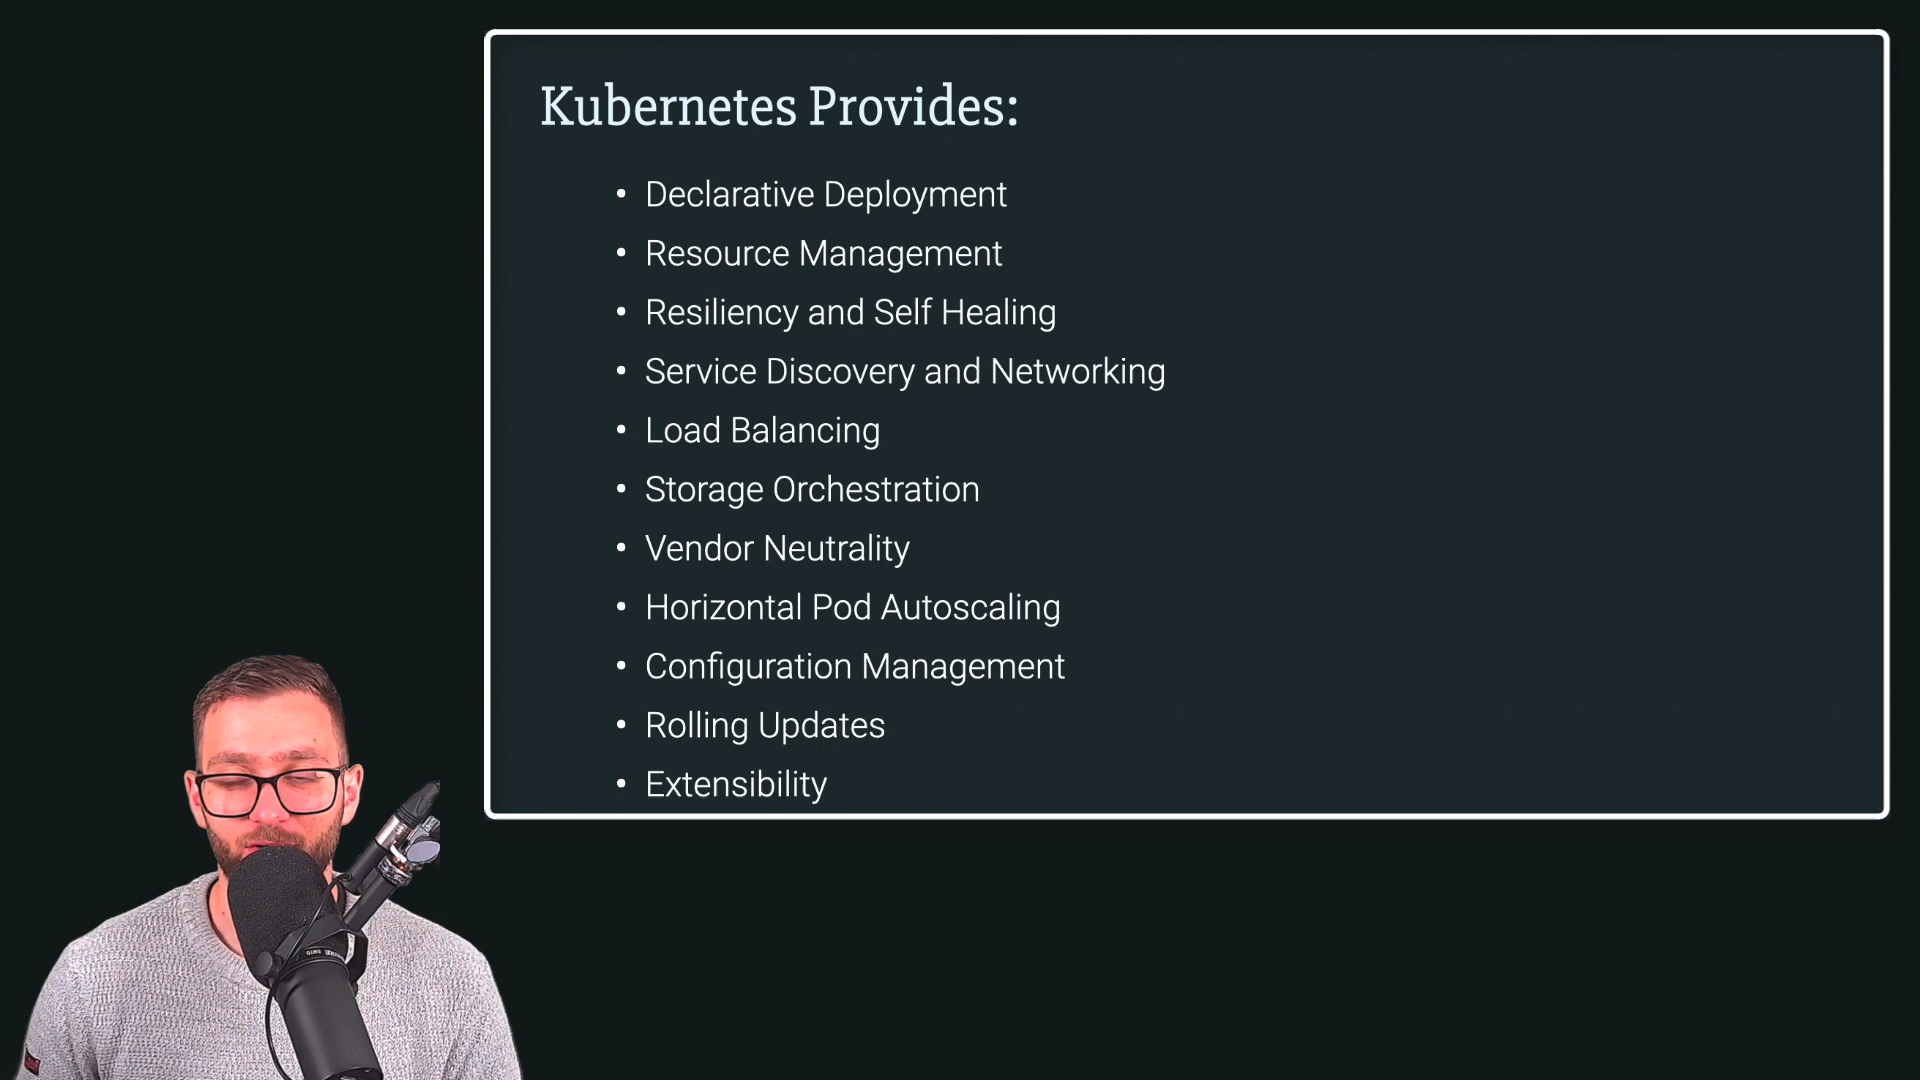 Kubernetes Provides:
• Declarative Deployment
• Resource Management
• Resiliency and Self Healing
• Service Discovery and Networking
• Load Balancing
• Storage Orchestration
• Vendor Neutrality
• Horizontal Pod Autoscaling
• Configuration Management
• Rolling Updates
• Extensibility